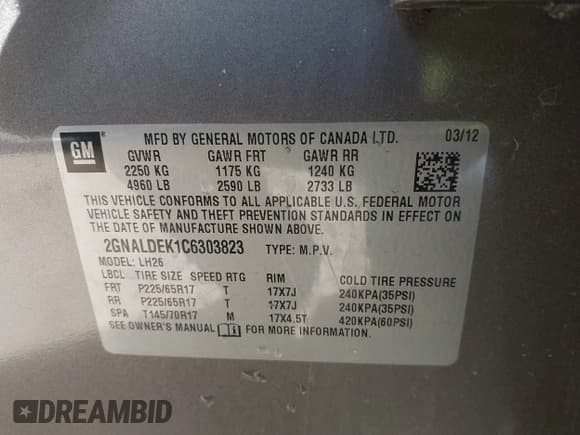 GM
MFD BY GENERAL MOTORS OF CANADA LTD. 03/12
GVWR GAWR FRT GAWR RR
2250 KG 1175 KG 1240 KG
4960 LB 2590 LB 2733 LB
THIS VEHICLE CONFORMS TO ALL APPLICABLE U.S. FEDERAL MOTOR
VEHICLE SAFETY AND THEFT PREVENTION STANDARDS IN EFFECT ON
THE DATE OF MANUFACTURE SHOWN ABOVE.
2GNALDEK1C6303823 TYPE: M.P.V.
MODEL: LH26
LBCL TIRE SIZE SPEED RTG RIM COLD TIRE PRESSURE
FRT P225/65R17 T 17X7J 240KPA(35PSI)
RR P225/65R17 T 17X7J 240KPA(35PSI)
SPA T145/70R17 M 17X4.5T 420KPA(60PSI)
SEE OWNER'S MANUAL FOR MORE INFORMATION.
DREAMBID